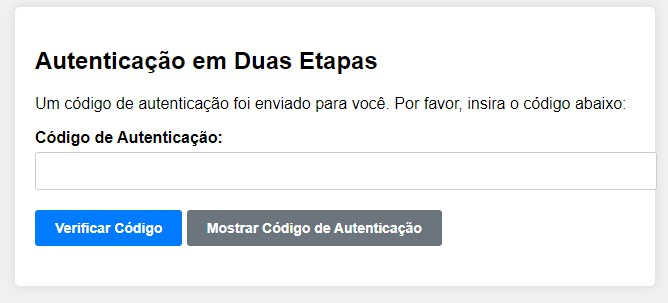 Autenticação em Duas Etapas
Um código de autenticação foi enviado para você. Por favor, insira o código abaixo:
Código de Autenticação:
Verificar Código
Mostrar Código de Autenticação